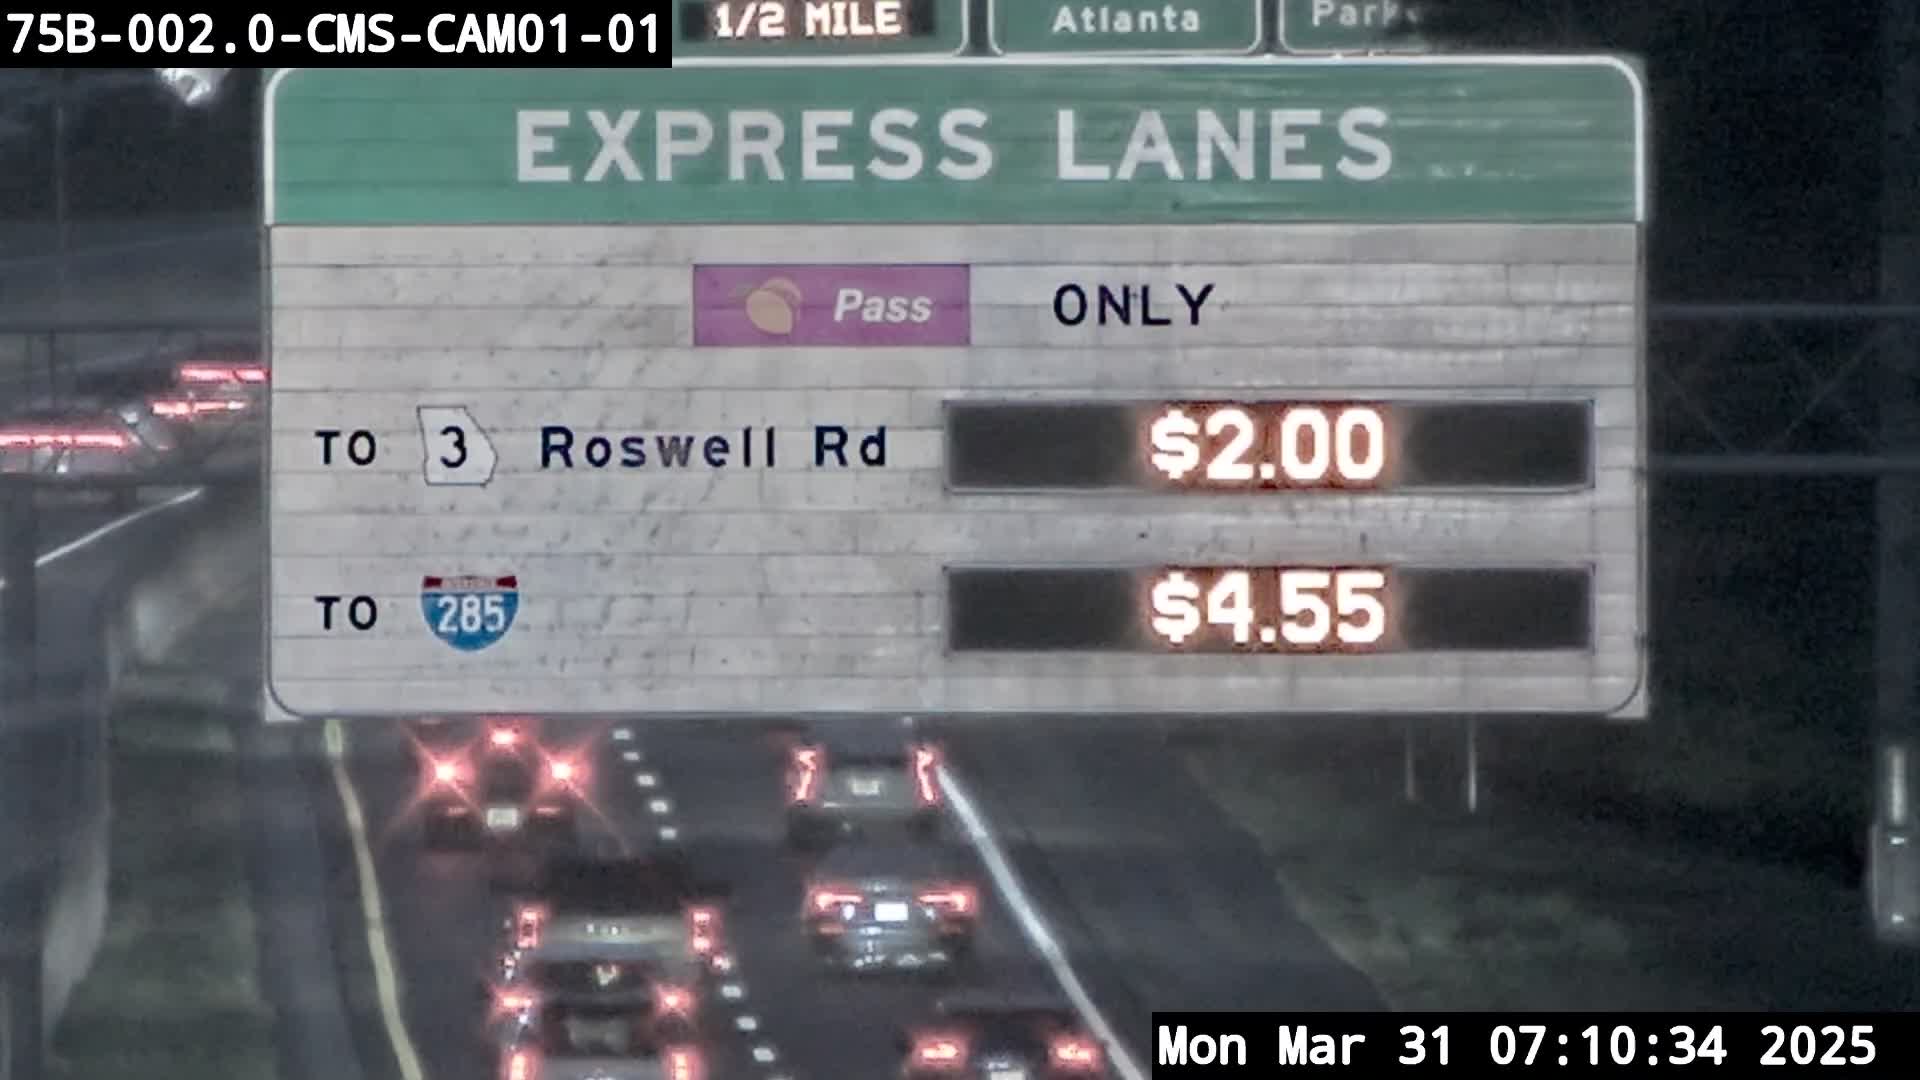 75B-002.0-CMS-CAM01-01
1/2 MILE
Atlanta
EXPRESS LANES
Pass ONLY
TO 3 Roswell Rd $2.00
TO 285 $4.55
Mon Mar 31 07:10:34 2025